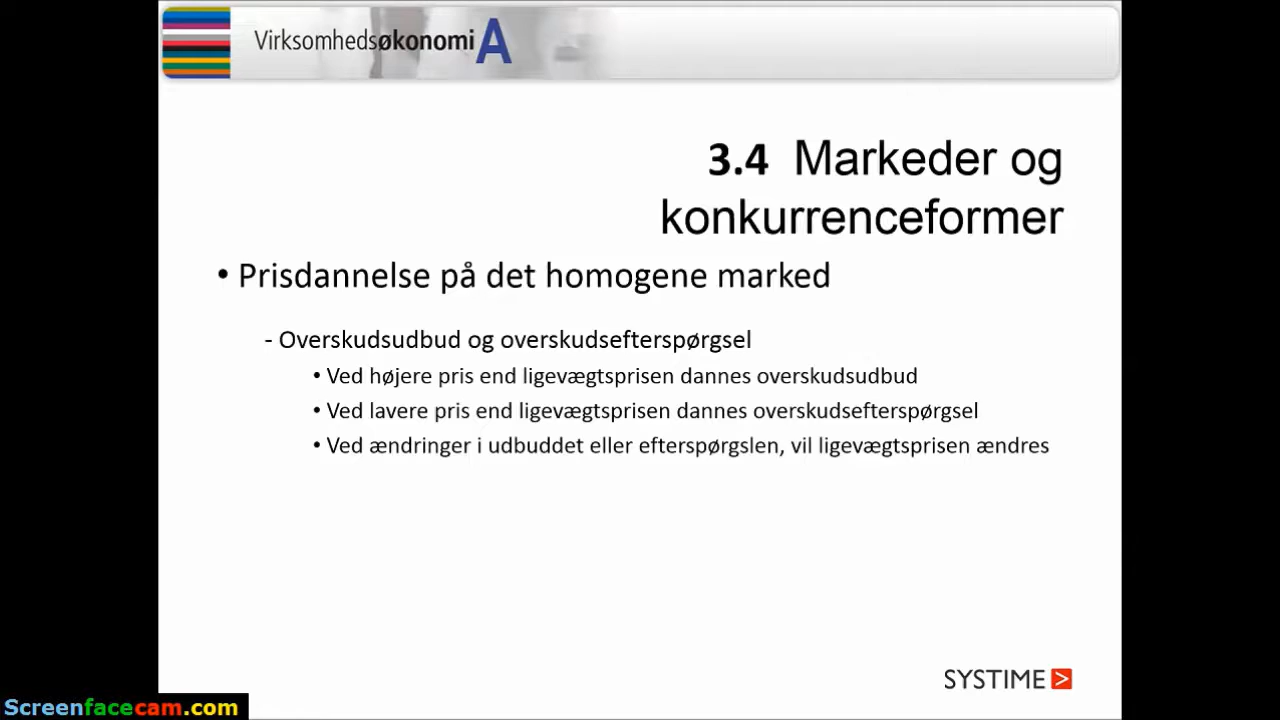 Virksomhedsøkonomi A
3.4 Markeder og
konkurrenceformer
• Prisdannelse på det homogene marked
- Overskudsudbud og overskudsefterspørgsel
• Ved højere pris end ligevægtsprisen dannes overskudsudbud
• Ved lavere pris end ligevægtsprisen dannes overskudsefterspørgsel
• Ved ændringer i udbuddet eller efterspørgslen, vil ligevægtsprisen ændres
SYSTIME >
Screenfacecam.com